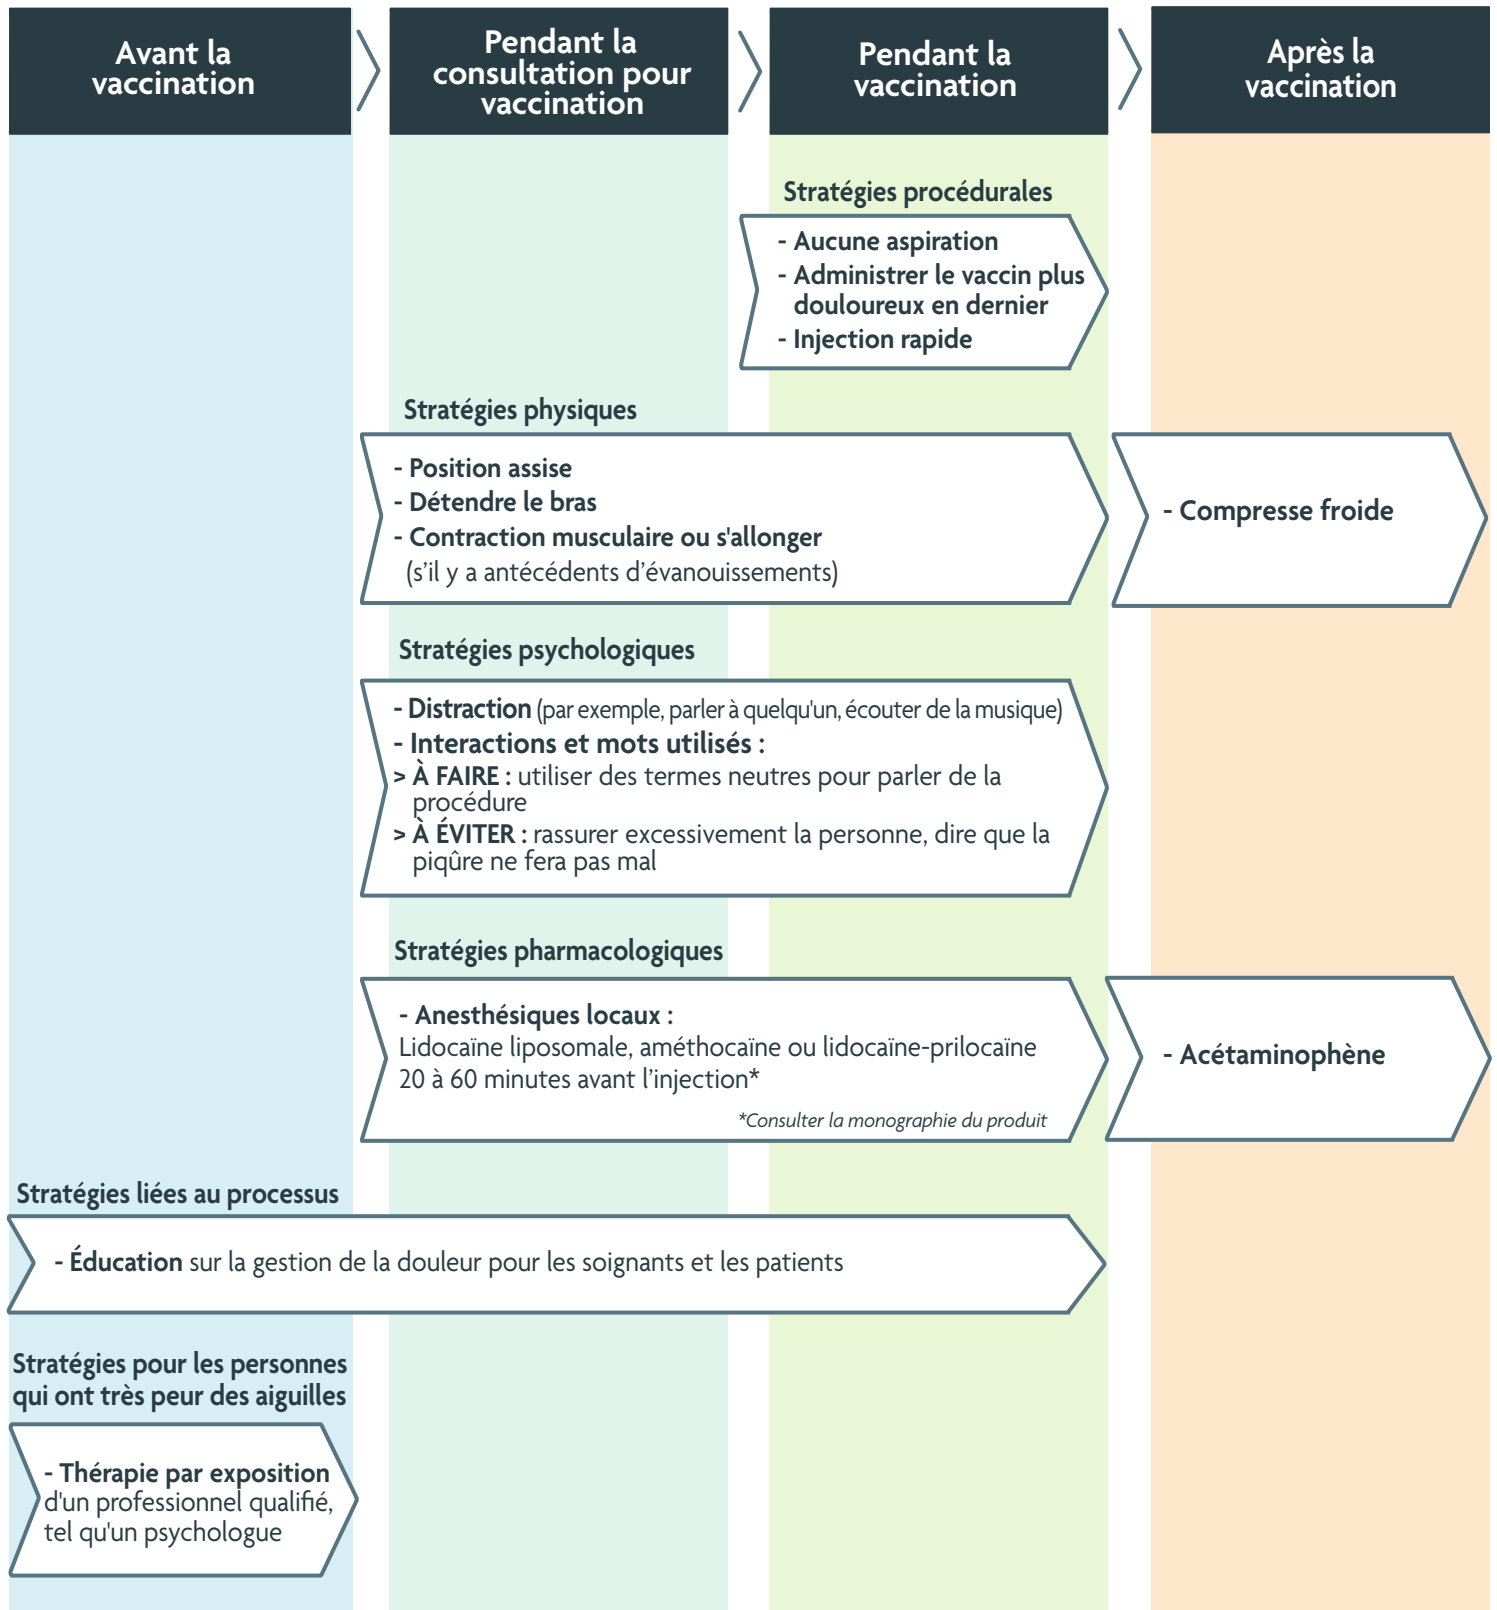 Avant la
vaccination
Pendant la
consultation pour
vaccination
Pendant la
vaccination
Après la
vaccination
Stratégies procédurales
- Aucune aspiration
- Administrer le vaccin plus
douloureux en dernier
- Injection rapide
Stratégies physiques
- Position assise
- Détendre le bras
- Contraction musculaire ou s'allonger
(s’il y a antécédents d’évanouissements)
- Compresse froide
Stratégies psychologiques
- Distraction (par exemple, parler à quelqu'un, écouter de la musique)
- Interactions et mots utilisés :
> À FAIRE : utiliser des termes neutres pour parler de la
procédure
> À ÉVITER : rassurer excessivement la personne, dire que la
piqûre ne fera pas mal
Stratégies pharmacologiques
- Anesthésiques locaux :
Lidocaïne liposomale, améthocaïne ou lidocaïne-prilocaïne
20 à 60 minutes avant l’injection*
*Consulter la monographie du produit
- Acétaminophène
Stratégies liées au processus
- Éducation sur la gestion de la douleur pour les soignants et les patients
Stratégies pour les personnes
qui ont très peur des aiguilles
- Thérapie par exposition
d'un professionnel qualifié,
tel qu'un psychologue